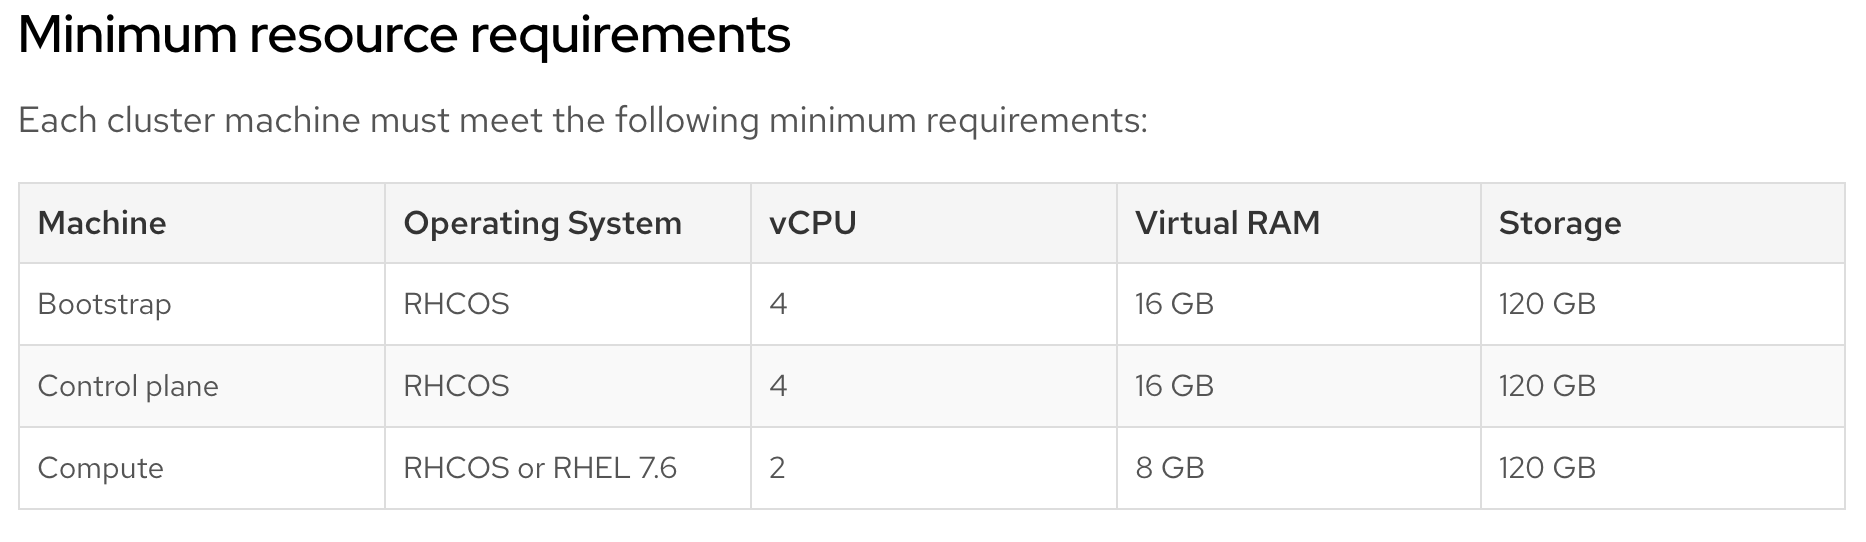 Minimum resource requirements
Each cluster machine must meet the following minimum requirements:
Machine Operating System vCPU Virtual RAM Storage
Bootstrap RHCOS 4 16 GB 120 GB
Control plane RHCOS 4 16 GB 120 GB
Compute RHCOS or RHEL 7.6 2 8 GB 120 GB